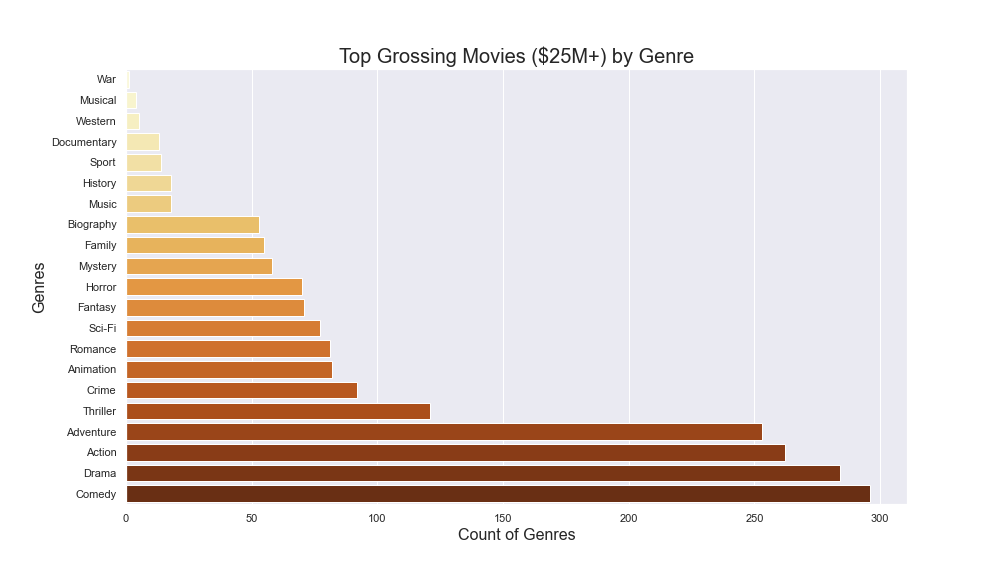 Top Grossing Movies ($25M+) by Genre
Genres
War
Musical
Western
Documentary
Sport
History
Music
Biography
Family
Mystery
Horror
Fantasy
Sci-Fi
Romance
Animation
Crime
Thriller
Adventure
Action
Drama
Comedy
0 50 100 150 200 250 300
Count of Genres